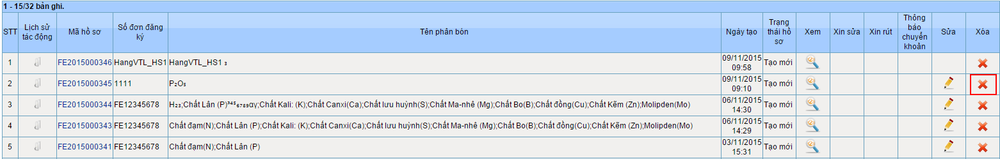 1 - 15/32 bản ghi.
STT Lịch sử tác động Mã hồ sơ Số đơn đăng ký Tên phân bón Ngày tạo Trạng thái hồ sơ Xem Xin sửa Xin rút Thông báo chuyển khoản Sửa Xóa
1 FE2015000346 HangVTL_HS1 HangVTL_HS1 ₃ 09/11/2015 09:58 Tạo mới
2 FE2015000345 1111 P₂O₅ 09/11/2015 09:10 Tạo mới
3 FE2015000344 FE12345678 H₂₃;Chất Lân (P)³⁴⁵₆₇₈₉αγ;Chất Kali: (K);Chất Canxi(Ca);Chất lưu huỳnh(S);Chất Ma-nhê (Mg);Chất Bo(B);Chất đồng(Cu);Chất Kẽm (Zn);Molipden(Mo) 06/11/2015 14:30 Tạo mới
4 FE2015000343 FE12345678 Chất đạm(N);Chất Lân (P);Chất Kali: (K);Chất Canxi(Ca);Chất lưu huỳnh(S);Chất Ma-nhê (Mg);Chất Bo(B);Chất đồng(Cu);Chất Kẽm (Zn);Molipden(Mo) 06/11/2015 14:29 Tạo mới
5 FE2015000341 FE12345678 Chất đạm(N);Chất Lân (P) 03/11/2015 15:31 Tạo mới